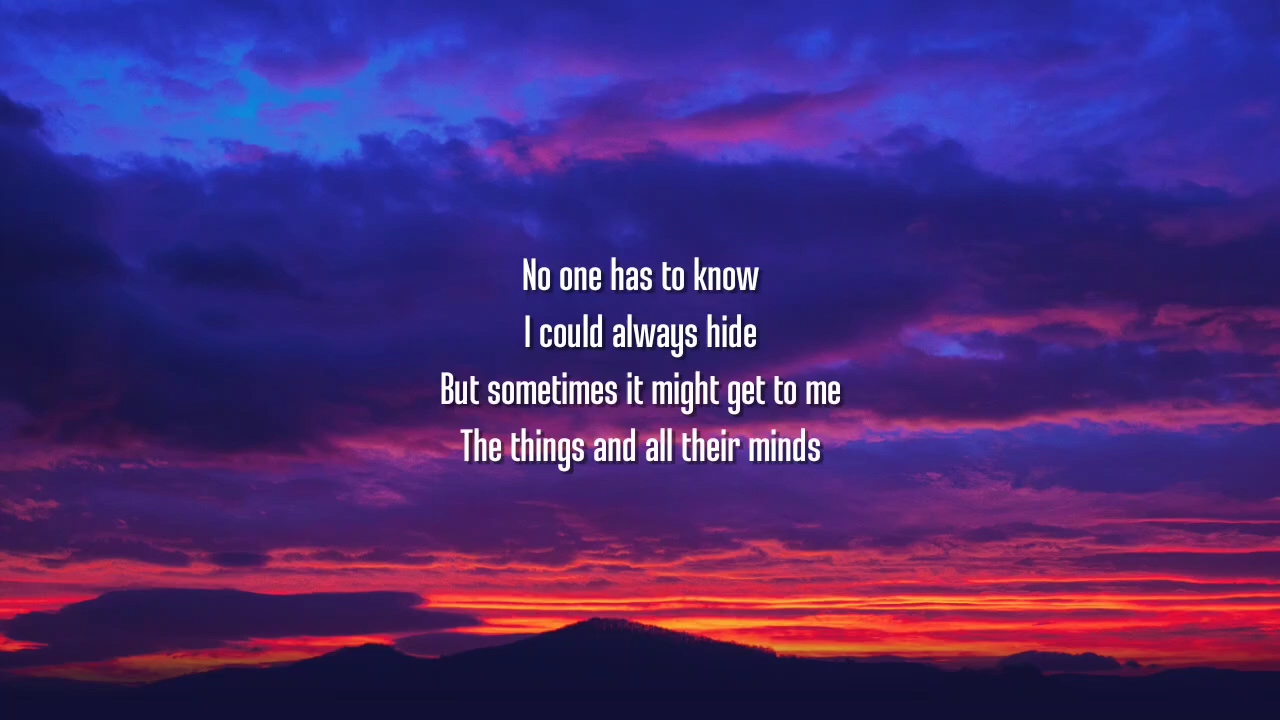 No one has to know
I could always hide
But sometimes it might get to me
The things and all their minds